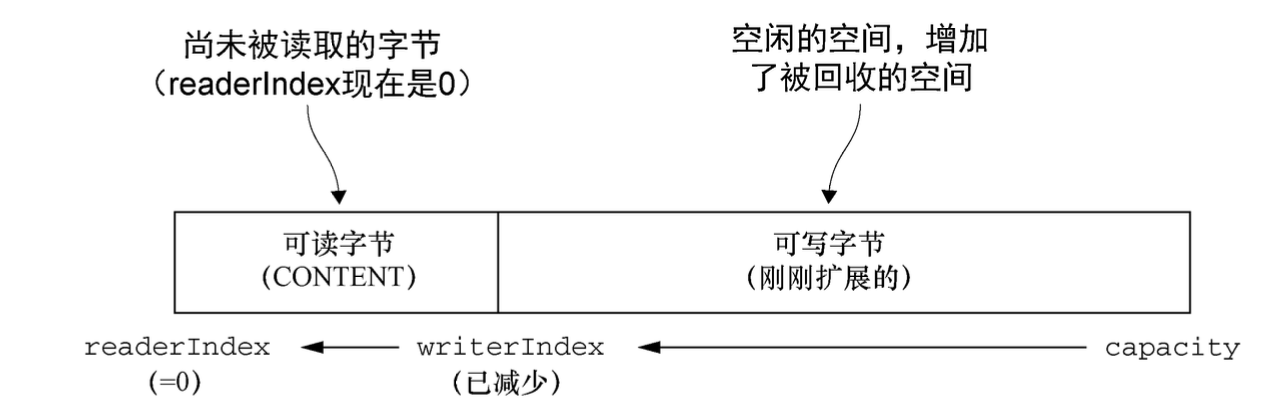 尚未被读取的字节
（readerIndex现在是0）
空闲的空间，增加
了被回收的空间
可读字节
(CONTENT)
可写字节
(刚刚扩展的)
readerIndex
(=0)
writerIndex
(已减少)
capacity